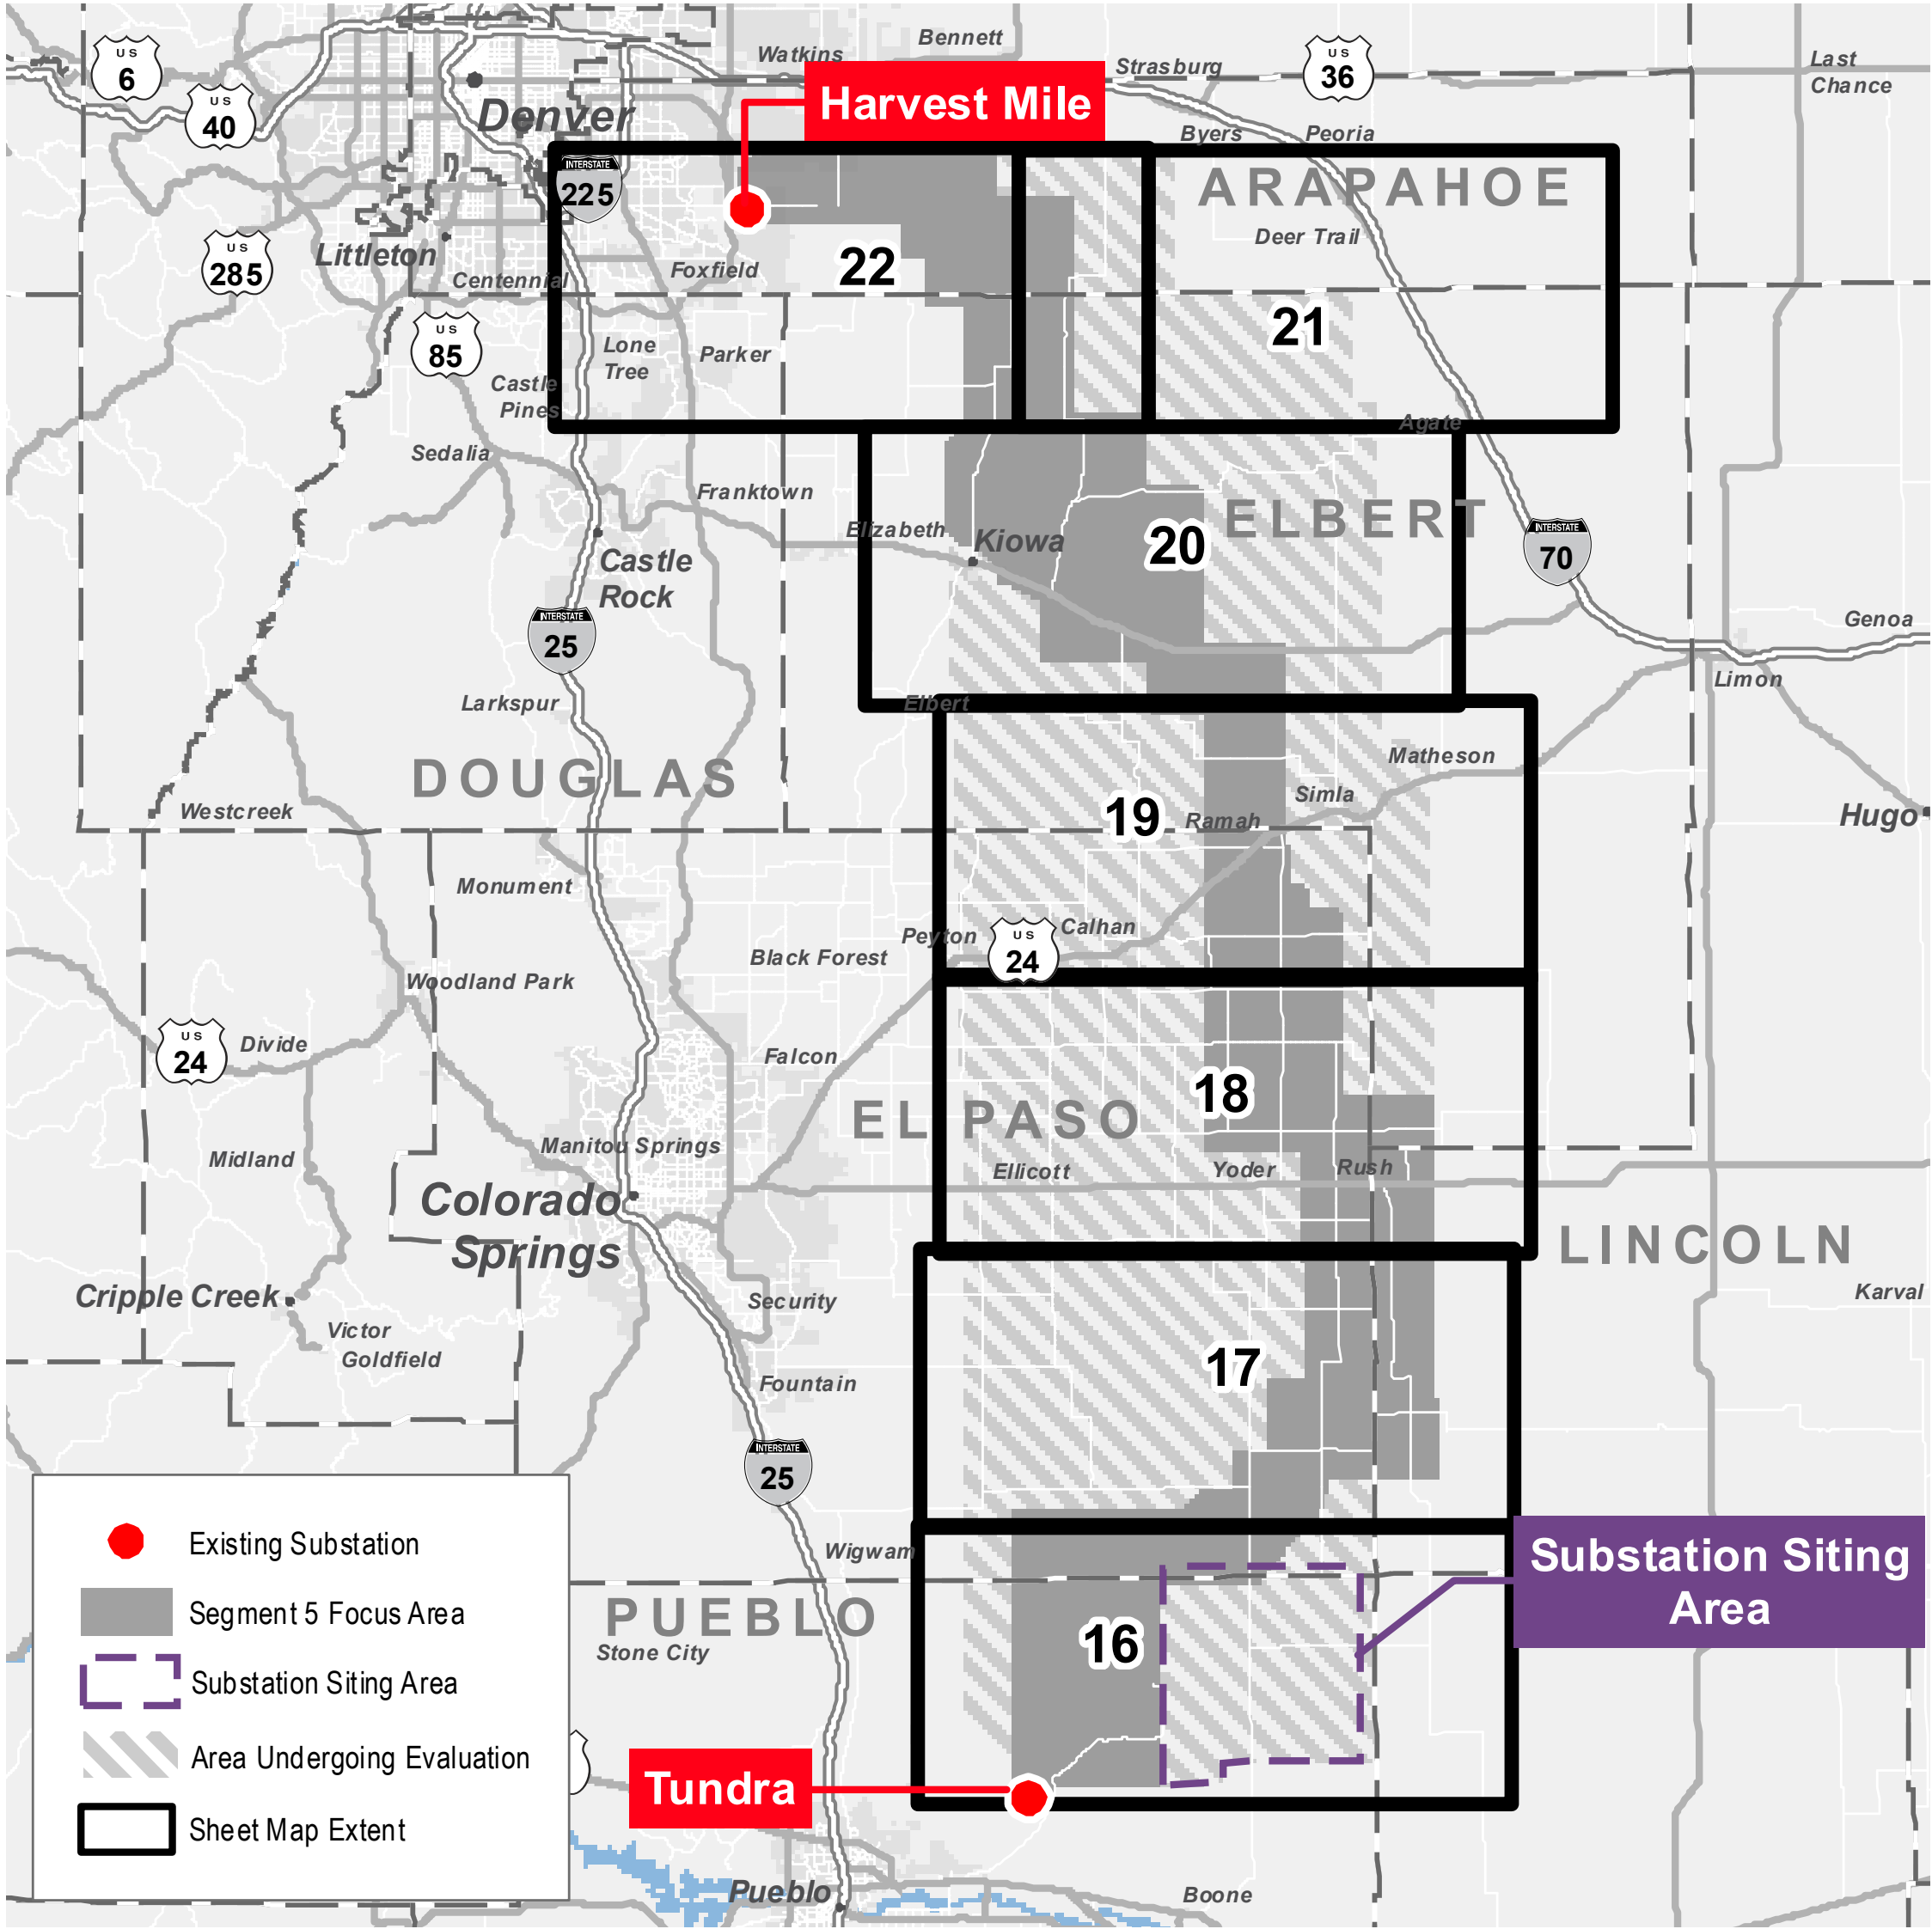 Bennett
Watkins
US
6
US
40
Strasburg
US
36
Last
Chance
Harvest Mile
Denver
Byers
Peoria
INTERSTATE
225
ARAPAHOE
Deer Trail
Littleton
US
285
Centennial
Foxfield
22
21
US
85
Lone
Tree
Parker
Castle
Pines
Agate
Sedalia
Franktown
ELBERT
Elizabeth
Kiowa
20
INTERSTATE
70
Castle
Rock
INTERSTATE
25
Genoa
Limon
Larkspur
Elbert
DOUGLAS
Matheson
Simla
Westcreek
19
Ramah
Hugo
Monument
Peyton
US
24
Calhan
Black Forest
Woodland Park
US
24
Divide
Falcon
18
EL PASO
Manitou Springs
Midland
Ellicott
Yoder
Rush
Colorado
Springs
LINCOLN
Cripple Creek
Security
Karval
Victor
Goldfield
17
Fountain
INTERSTATE
25
Wigwam
Substation Siting
Area
PUEBLO
Stone City
16
Tundra
Pueblo
Boone
Existing Substation
Segment 5 Focus Area
Substation Siting Area
Area Undergoing Evaluation
Sheet Map Extent